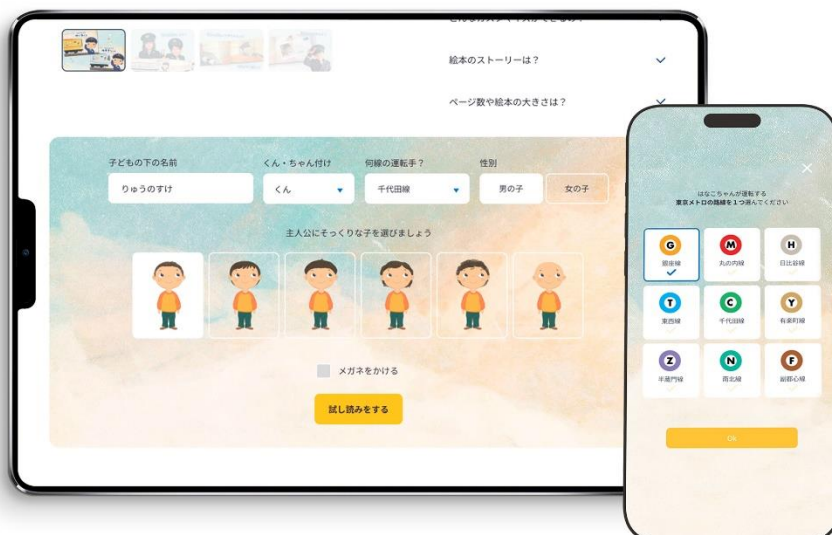 絵本のストーリーは？
ページ数や絵本の大きさは？
子どもの下の名前
くん・ちゃん付け
何線の運転手？
性別
りゅうのすけ
くん
千代田線
男の子
女の子
主人公にそっくりな子を選びましょう
メガネをかける
試し読みをする
はなこちゃんが運転する
東京メトロの路線を1つ選んでください
G
銀座線
M
丸の内線
H
日比谷線
T
東西線
C
千代田線
Y
有楽町線
Z
半蔵門線
N
南北線
F
副都心線
Ok